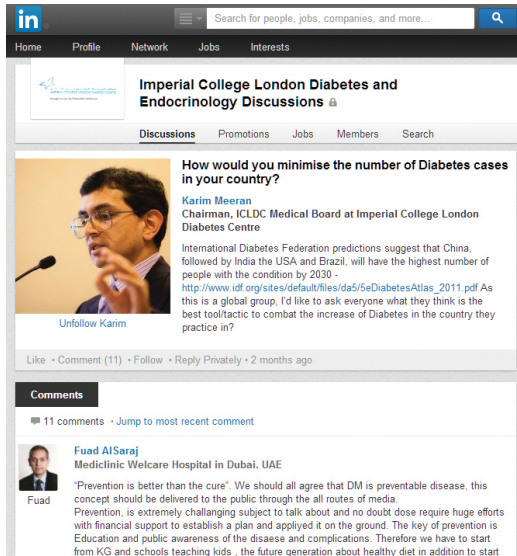 in
Search for people, jobs, companies, and more...
Home Profile Network Jobs Interests
Imperial College London Diabetes and
Endocrinology Discussions
Discussions Promotions Jobs Members Search
How would you minimise the number of Diabetes cases
in your country?
Karim Meeran
Chairman, ICLDC Medical Board at Imperial College London
Diabetes Centre
International Diabetes Federation predictions suggest that China,
followed by India the USA and Brazil, will have the highest number of
people with the condition by 2030 -
http://www.idf.org/sites/default/files/da5/5eDiabetesAtlas_2011.pdf As
this is a global group, I'd like to ask everyone what they think is the
best tool/tactic to combat the increase of Diabetes in the country they
practice in?
Unfollow Karim
Like • Comment (11) • Follow • Reply Privately • 2 months ago
Comments
11 comments • Jump to most recent comment
Fuad AlSaraj
Mediclinic Welcare Hospital in Dubai. UAE
Fuad
"Prevention is better than the cure". We should all agree that DM is preventable disease, this
concept should be delivered to the public through the all routes of media.
Prevention, is extremely challenging subject to talk about and no doubt dose require huge efforts
with financial support to establish a plan and appliyed it on the ground. The key of prevention is
Education and public awareness of the disaese and complications. Therefore we have to start
from KG and schools teaching kids , the future generation about healthy diet in addition to start